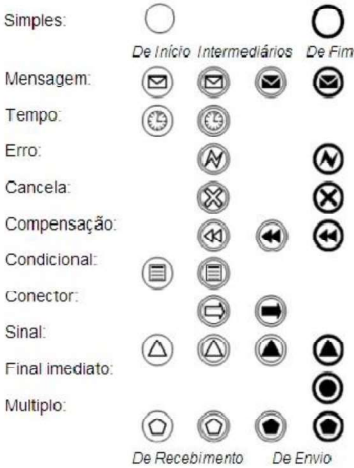 Simples:
De Início Intermediários De Fim
Mensagem:
Tempo:
Erro:
Cancela:
Compensação:
Condicional:
Conector:
Sinal:
Final imediato:
Multiplo:
De Recebimento De Envio